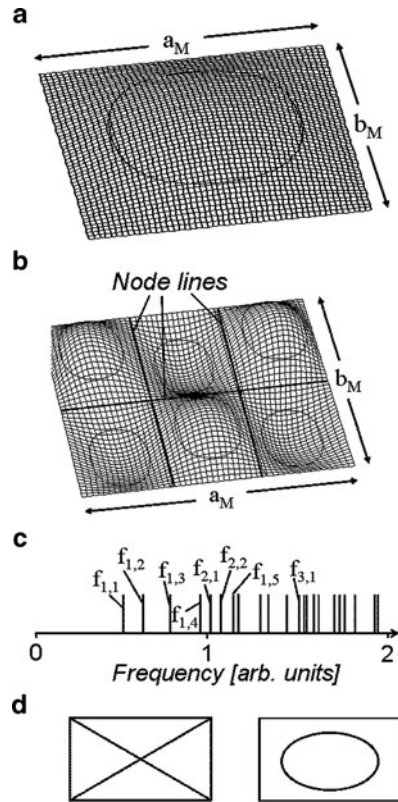 a
a_M
b_M
b
Node lines
b_M
a_M
c
f_1,1
f_1,2
f_1,3
f_1,4
f_2,1
f_2,2
f_1,5
f_3,1
0
1
2
Frequency [arb. units]
d